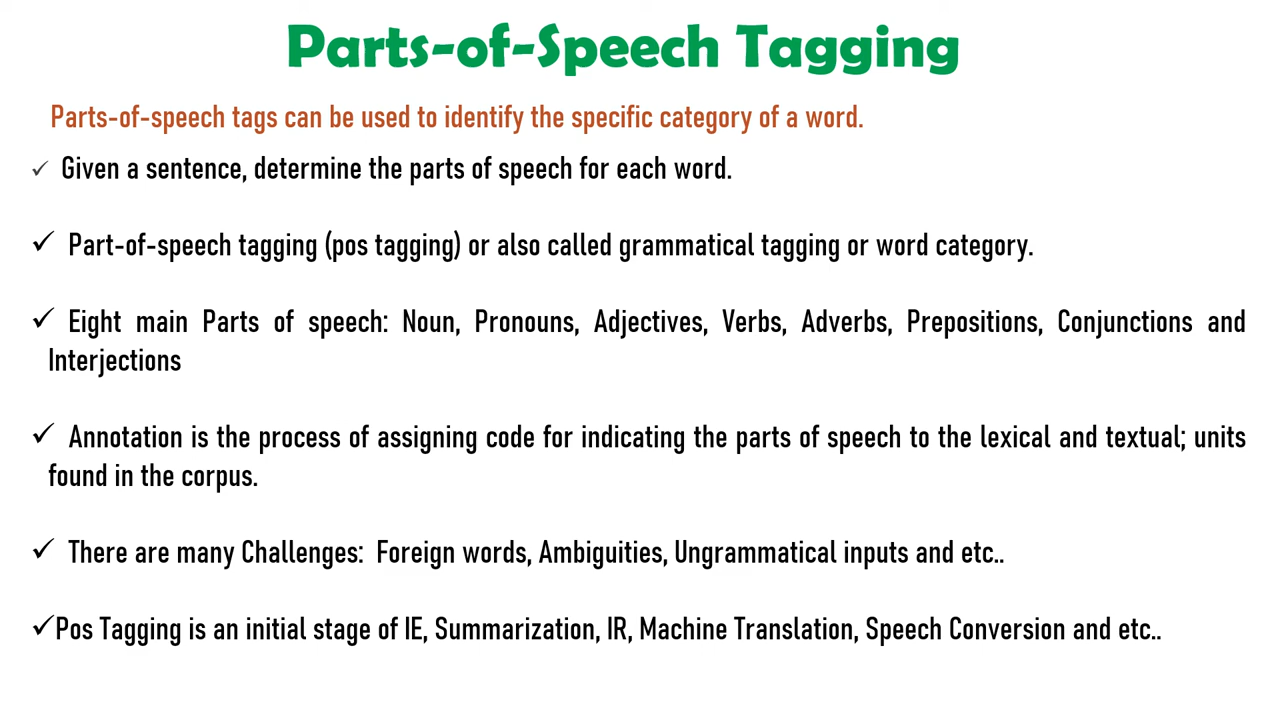 Parts-of-Speech Tagging
Parts-of-speech tags can be used to identify the specific category of a word.
✓ Given a sentence, determine the parts of speech for each word.
✓ Part-of-speech tagging (pos tagging) or also called grammatical tagging or word category.
✓ Eight main Parts of speech: Noun, Pronouns, Adjectives, Verbs, Adverbs, Prepositions, Conjunctions and
Interjections
✓ Annotation is the process of assigning code for indicating the parts of speech to the lexical and textual; units
found in the corpus.
✓ There are many Challenges: Foreign words, Ambiguities, Ungrammatical inputs and etc..
✓Pos Tagging is an initial stage of IE, Summarization, IR, Machine Translation, Speech Conversion and etc..